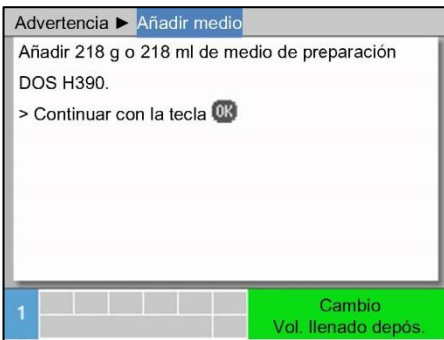 Advertencia ► Añadir medio
Añadir 218 g o 218 ml de medio de preparación
DOS H390.
> Continuar con la tecla OK
1
Cambio
Vol. llenado depós.